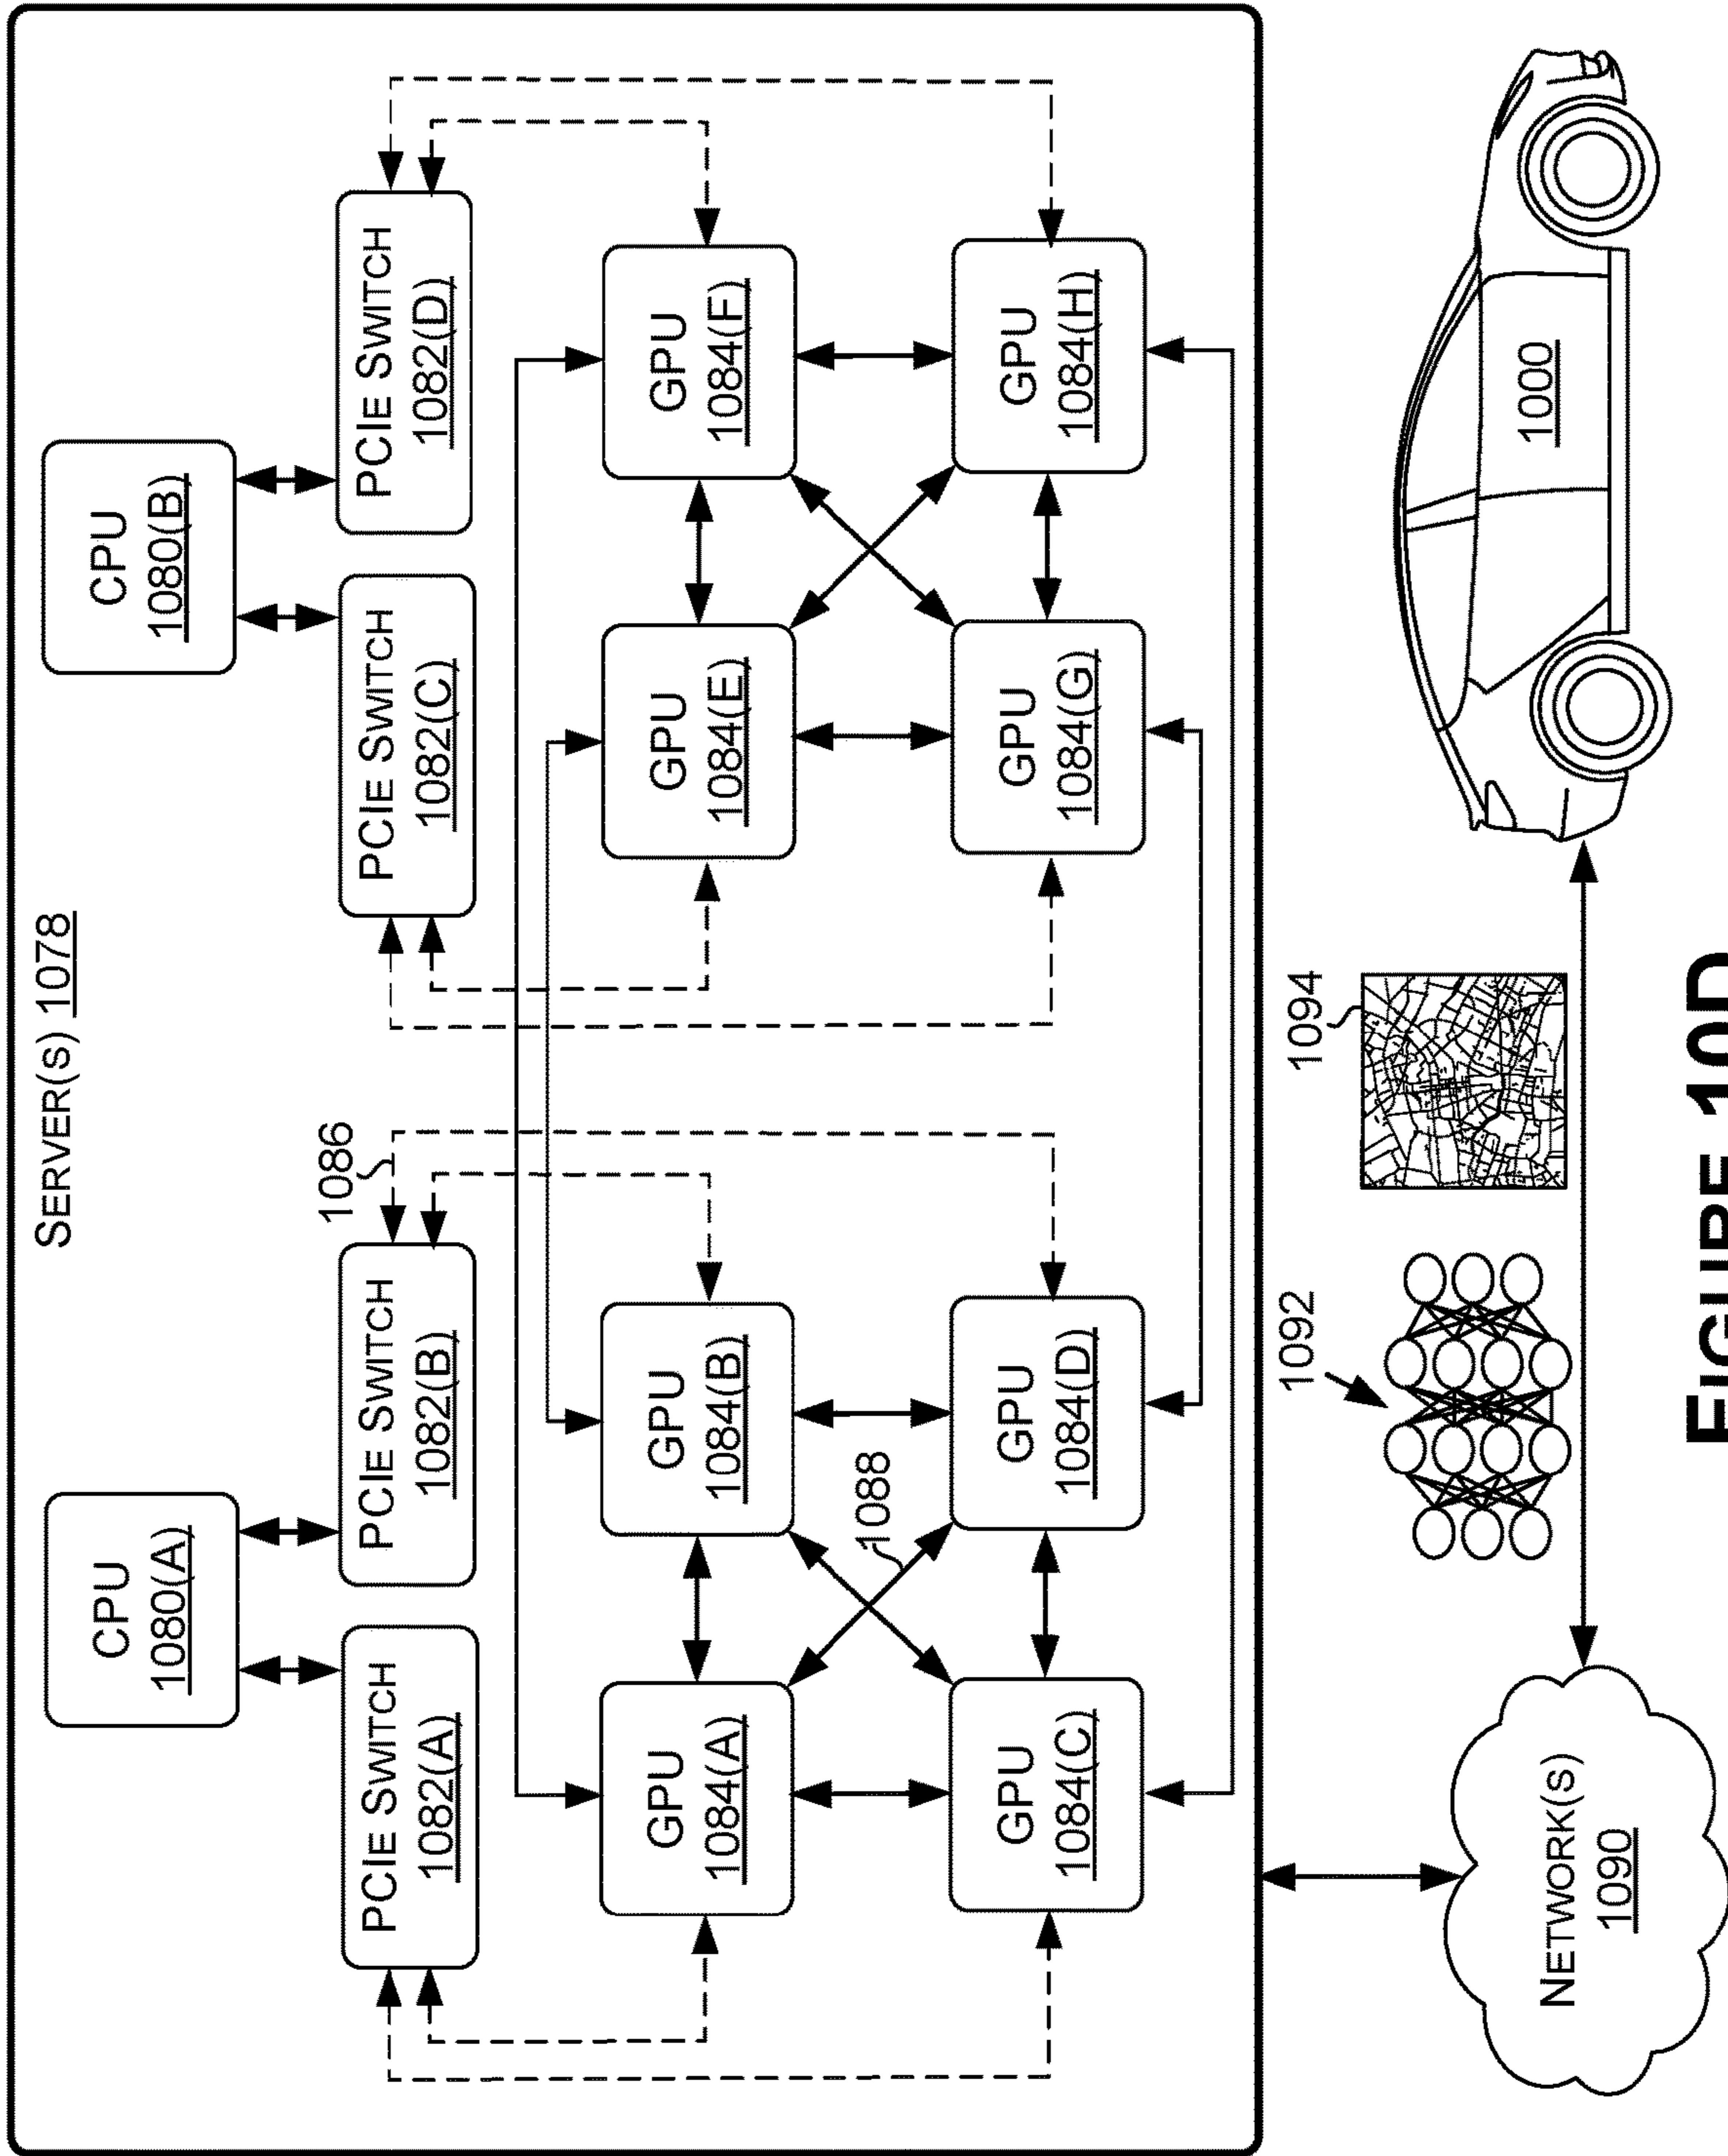 SERVER(S) 1078
CPU
1080(A)
CPU
1080(B)
PCIE SWITCH
1082(A)
PCIE SWITCH
1082(B)
1086
PCIE SWITCH
1082(C)
PCIE SWITCH
1082(D)
GPU
1084(A)
GPU
1084(B)
GPU
1084(E)
GPU
1084(F)
1088
GPU
1084(C)
GPU
1084(D)
GPU
1084(G)
GPU
1084(H)
NETWORK(S)
1090
1092
1094
1000
FIGURE 10D